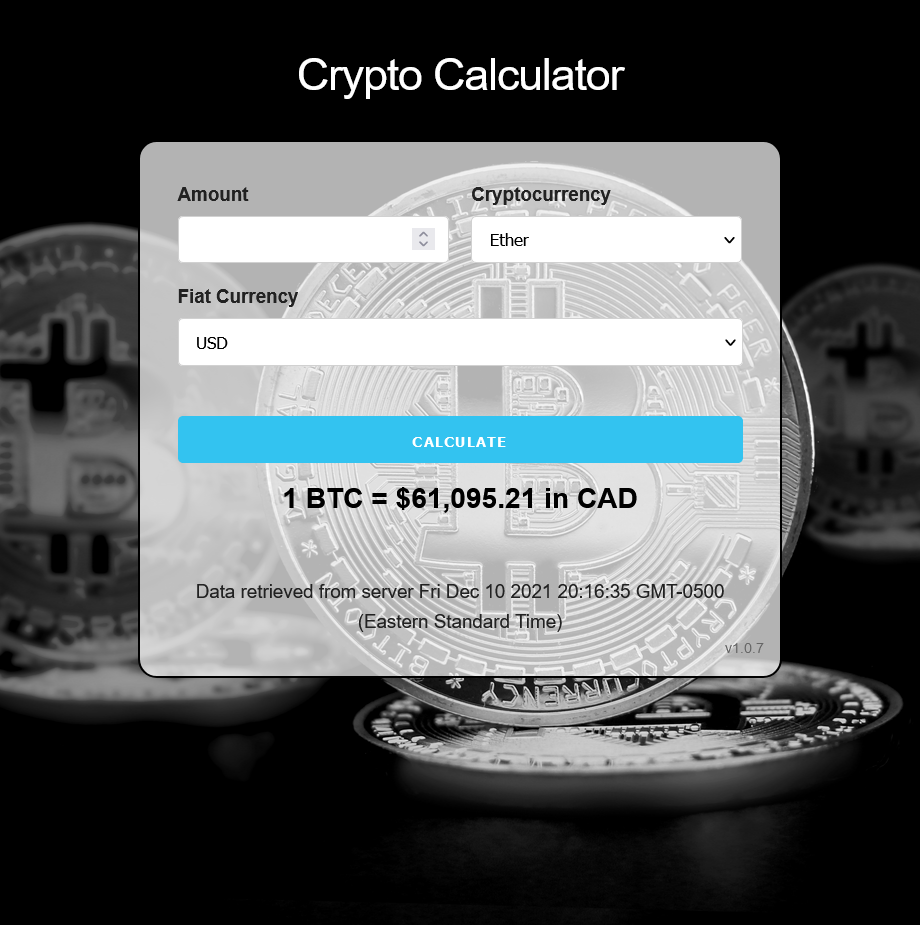 Crypto Calculator
Amount
Cryptocurrency
Ether
Fiat Currency
USD
CALCULATE
1 BTC = $61,095.21 in CAD
Data retrieved from server Fri Dec 10 2021 20:16:35 GMT-0500
(Eastern Standard Time)
v1.0.7